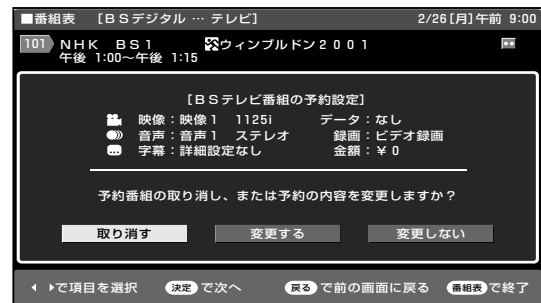 ■番組表 [BSデジタル … テレビ] 2/26[月]午前 9:00
101 NHK BS1 ウィンブルドン2001
午後 1:00～午後 1:15
[BSテレビ番組の予約設定]
映像：映像1 1125i データ：なし
音声：音声1 ステレオ 録画：ビデオ録画
字幕：詳細設定なし 金額：¥0
予約番組の取り消し、または予約の内容を変更しますか？
取り消す 変更する 変更しない
で項目を選択 決定 で次へ 戻る で前の画面に戻る 番組表 で終了